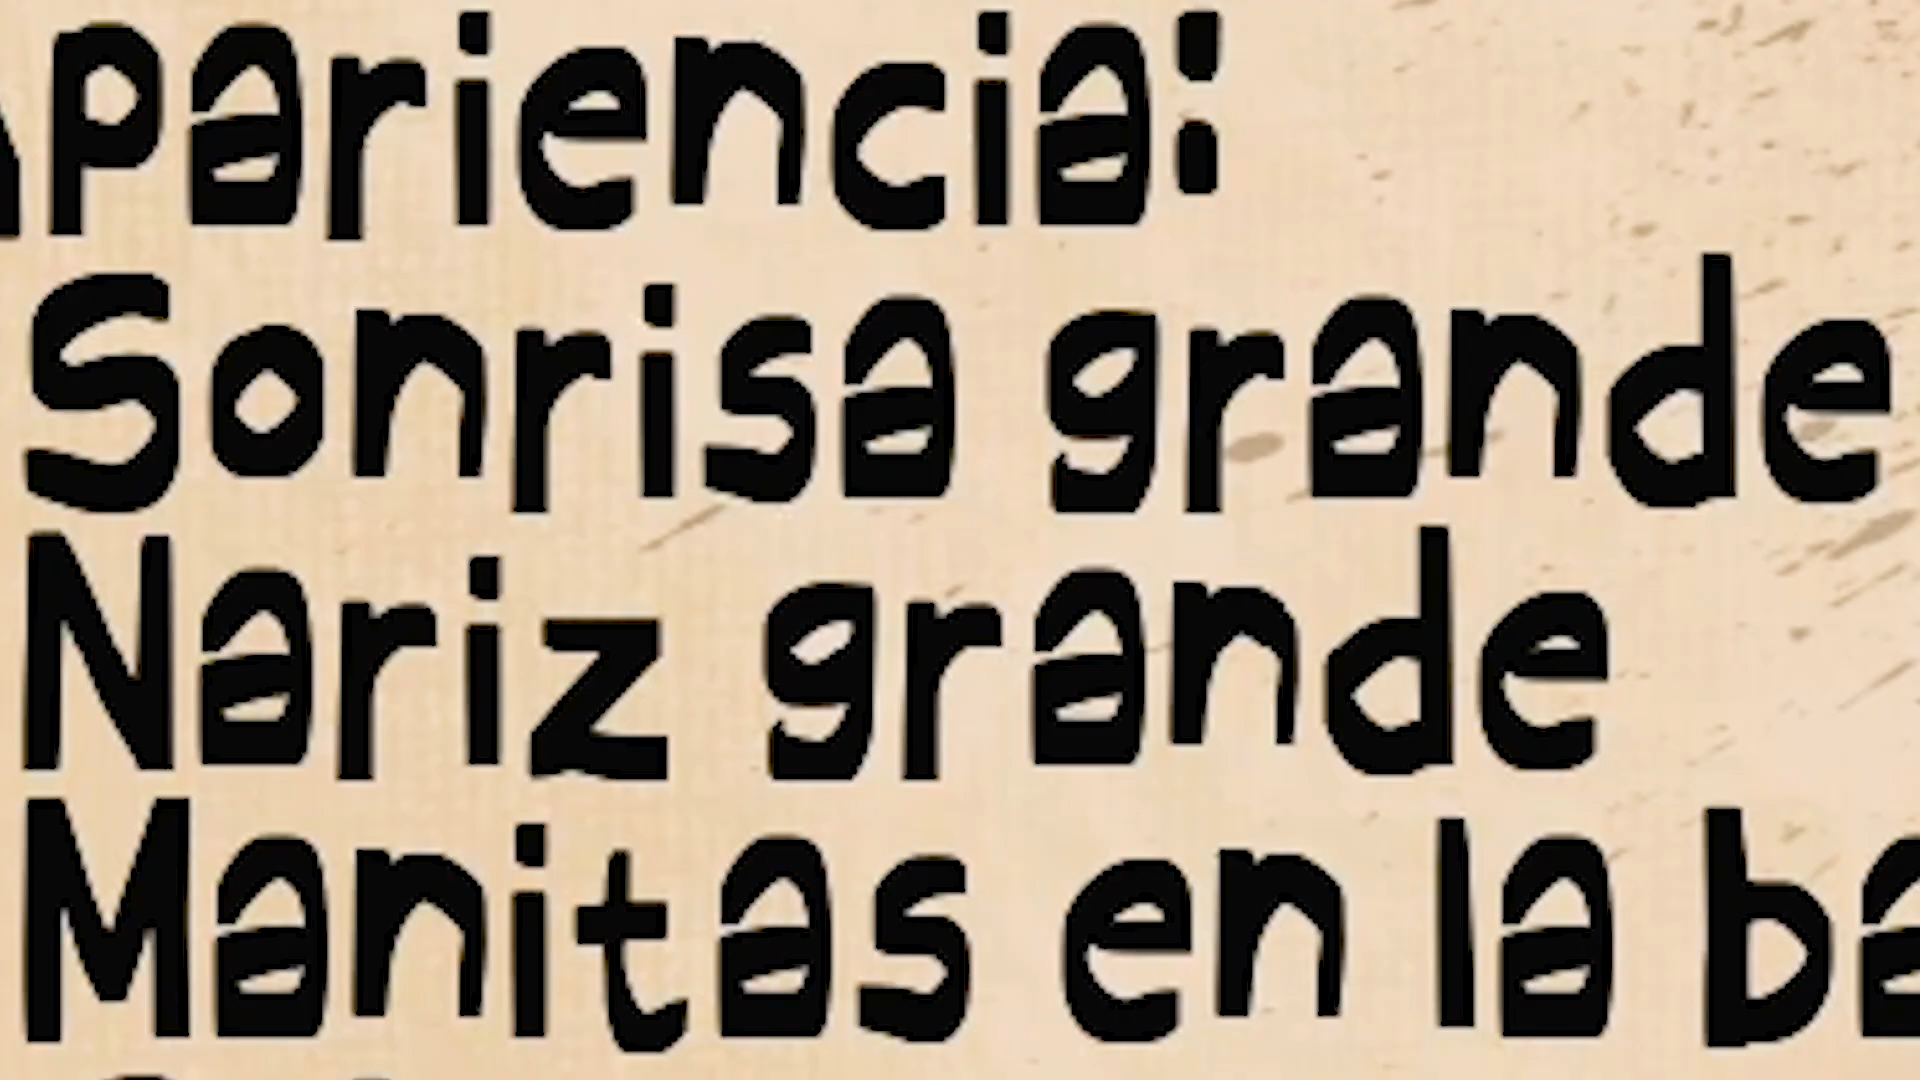 Apariencia:
Sonrisa grande
Nariz grande
Manitas en la